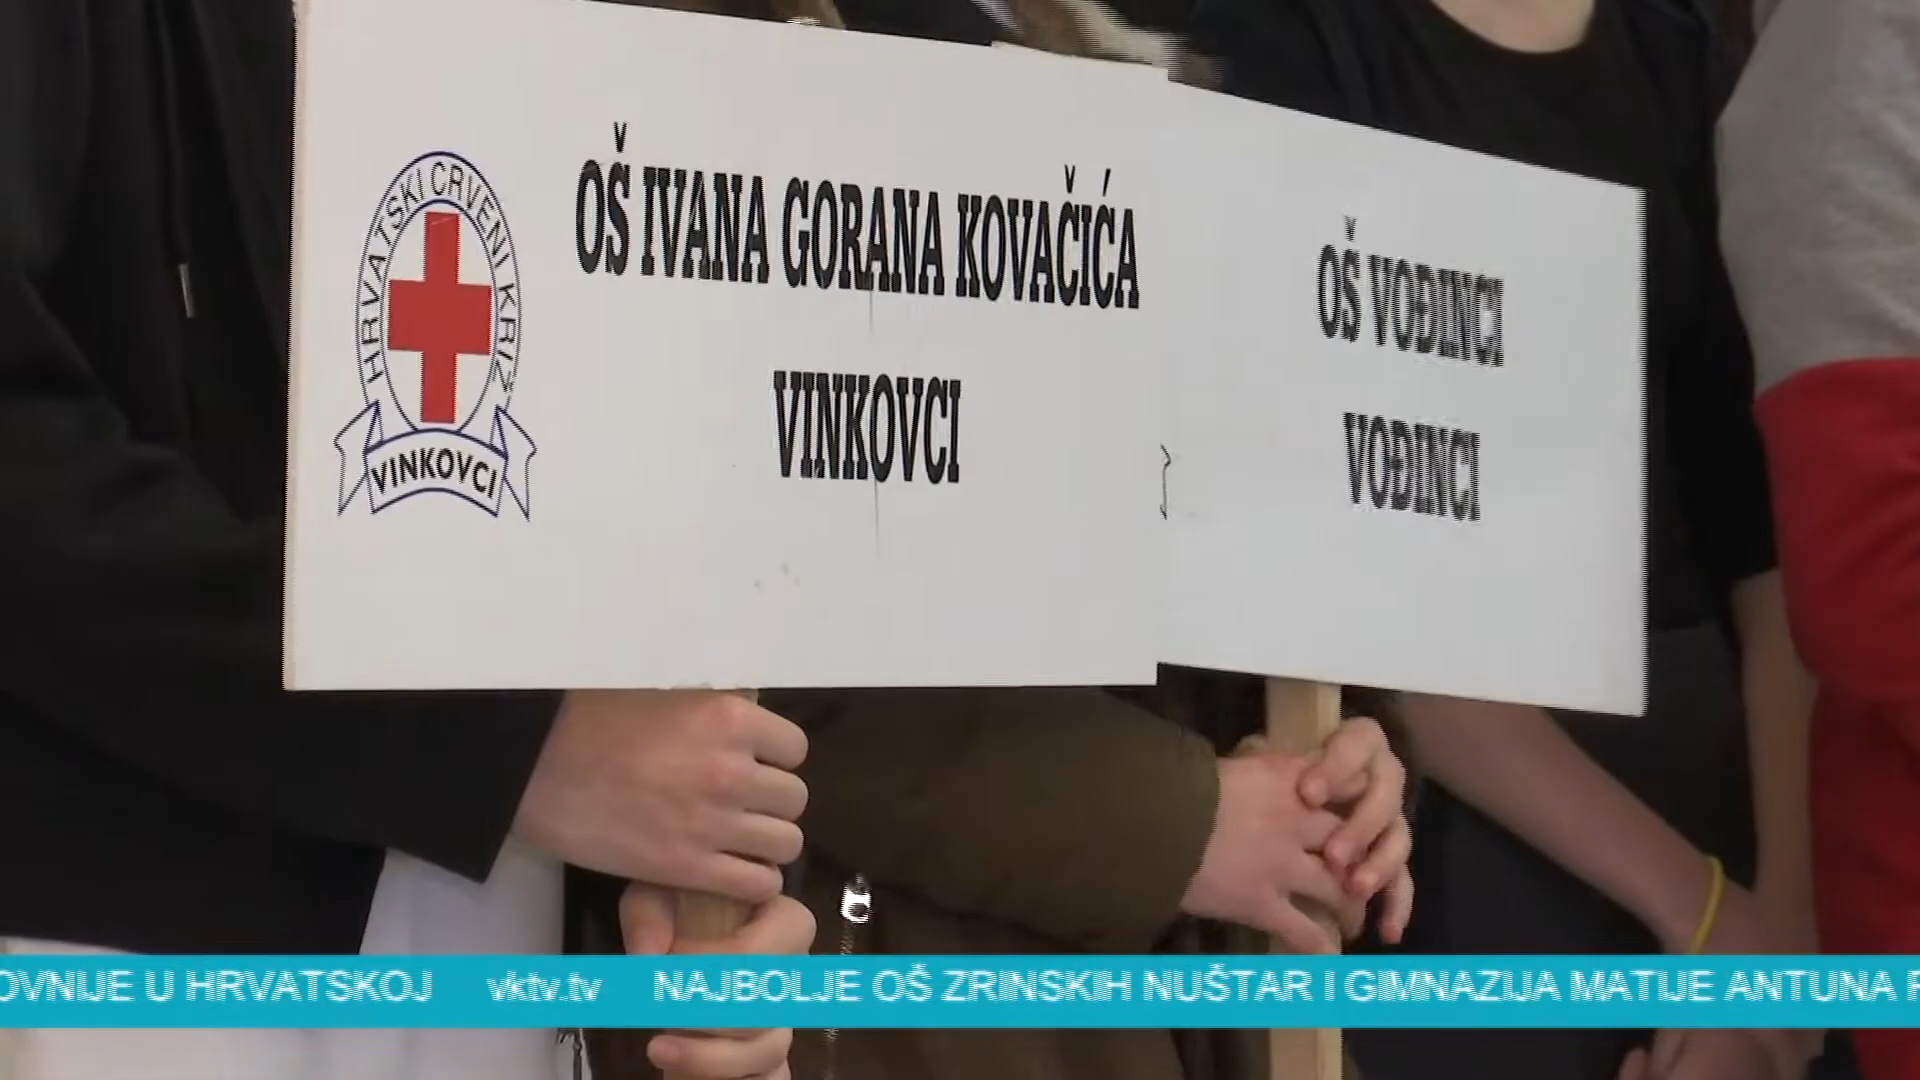 HRVATSKI CRVENI KRIŽ
VINKOVCI
OŠ IVANA GORANA KOVAČIĆA
VINKOVCI
OŠ VOĐINCI
VOĐINCI
OVNIJE U HRVATSKOJ vktv.tv NAJBOLJE OŠ ZRINSKIH NUŠTAR I GIMNAZIJA MATIJE ANTUNA